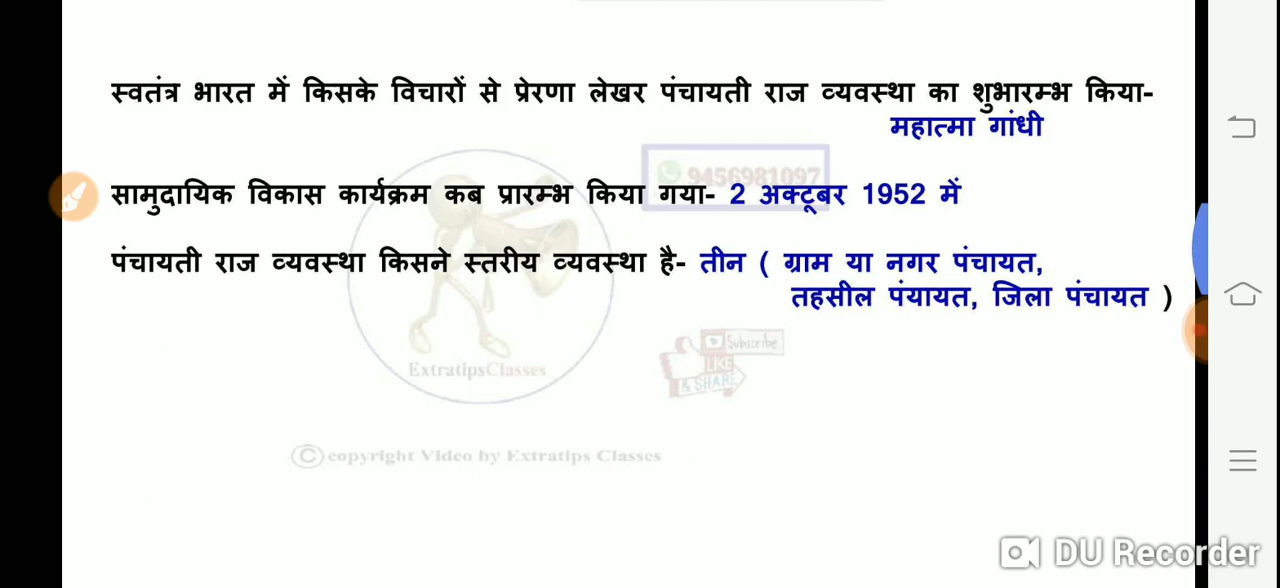 स्वतंत्र भारत में किसके विचारों से प्रेरणा लेखर पंचायती राज व्यवस्था का शुभारम्भ किया-
महात्मा गांधी
9456981097
सामुदायिक विकास कार्यक्रम कब प्रारम्भ किया गया- 2 अक्टूबर 1952 में
पंचायती राज व्यवस्था किसने स्तरीय व्यवस्था है- तीन ( ग्राम या नगर पंचायत,
तहसील पंयायत, जिला पंचायत )
Subscribe
LIKE
& SHARE
ExtratipsClasses
© copyright Video by Extratips Classes
DU Recorder